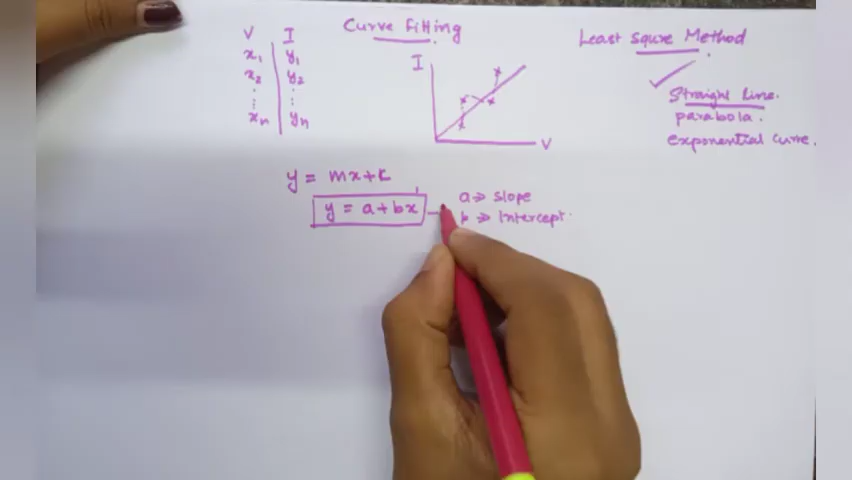 Curve Fitting
Least Squre Method
V I
x₁ y₁
x₂ y₂
⋮ ⋮
xₙ yₙ
I
V
Straight Line.
parabola.
exponential curve.
y = mx+c
y = a+bx
a ⇒ slope
b ⇒ Intercept.